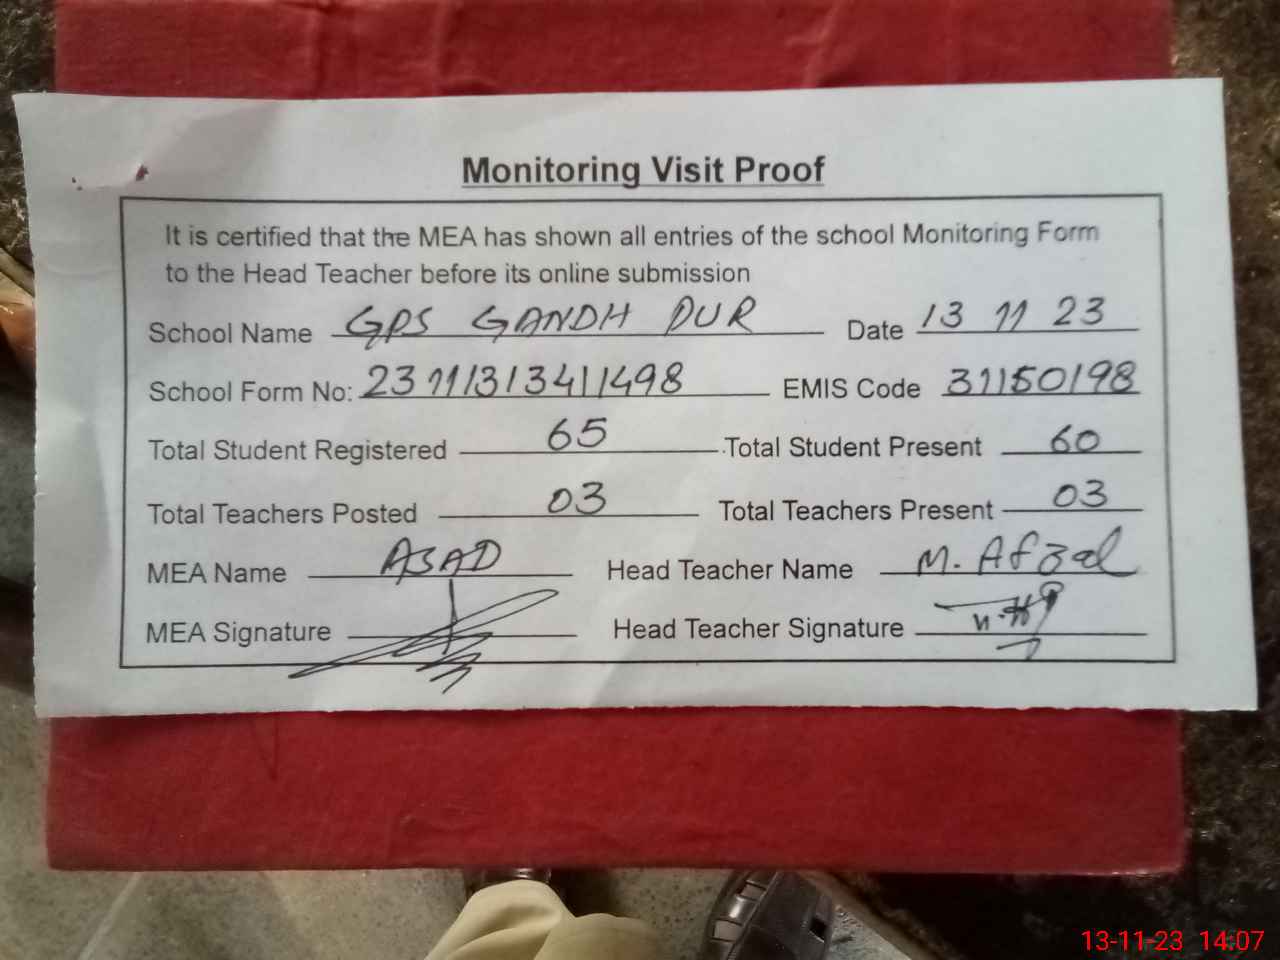 Monitoring Visit Proof
It is certified that the MEA has shown all entries of the school Monitoring Form
to the Head Teacher before its online submission
School Name GPS GANDH PUR Date 13 11 23
School Form No: 23111313411498 EMIS Code 31150198
Total Student Registered 65 Total Student Present 60
Total Teachers Posted 03 Total Teachers Present 03
MEA Name ASAD Head Teacher Name M. Afzal
MEA Signature Head Teacher Signature
13-11-23 14:07